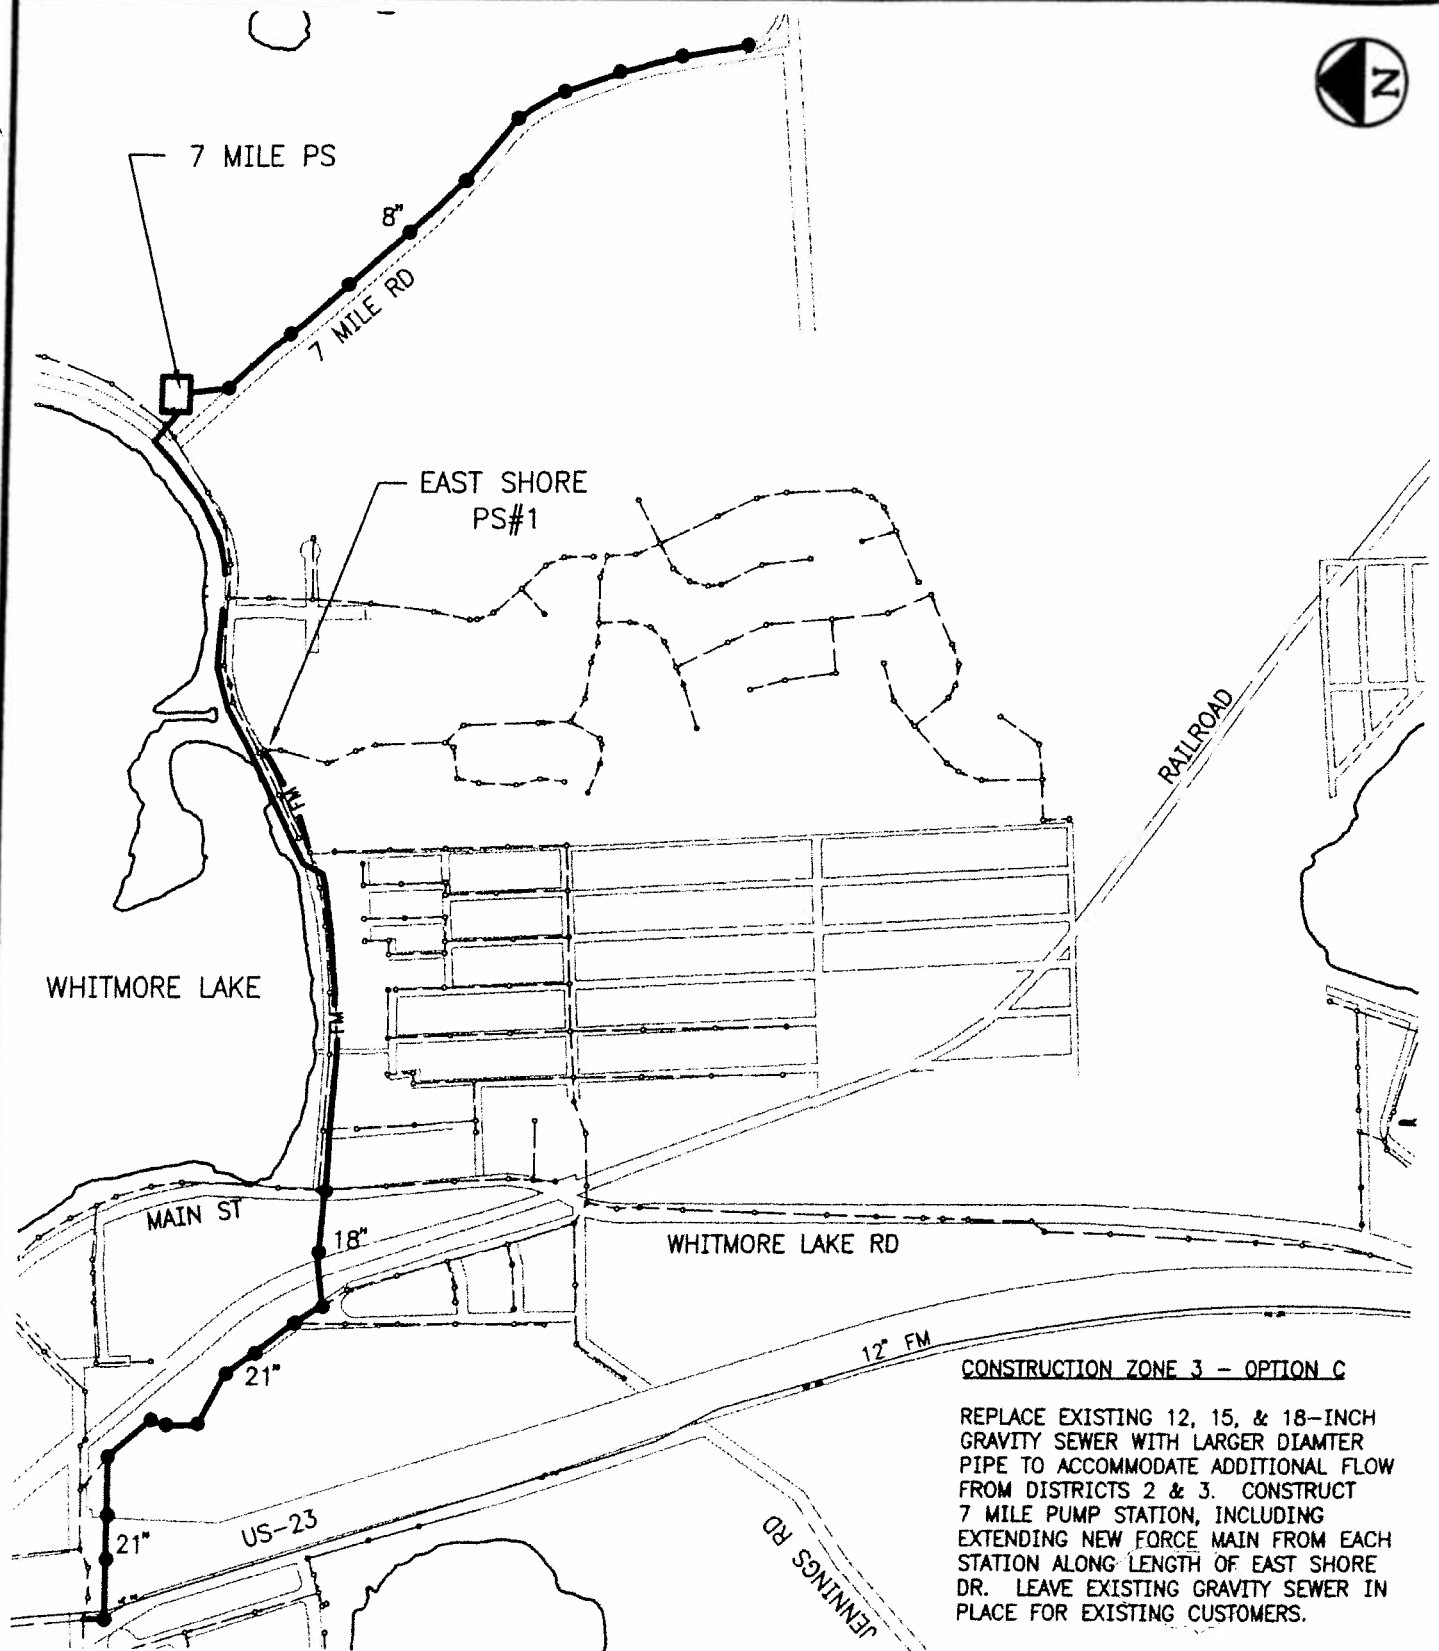 N
7 MILE PS
8"
7 MILE RD
EAST SHORE
PS#1
FM
RAILROAD
WHITMORE LAKE
FM
MAIN ST
18"
WHITMORE LAKE RD
21"
12" FM
US-23
21"
JENNINGS RD
CONSTRUCTION ZONE 3 - OPTION C
REPLACE EXISTING 12, 15, & 18-INCH
GRAVITY SEWER WITH LARGER DIAMTER
PIPE TO ACCOMMODATE ADDITIONAL FLOW
FROM DISTRICTS 2 & 3. CONSTRUCT
7 MILE PUMP STATION, INCLUDING
EXTENDING NEW FORCE MAIN FROM EACH
STATION ALONG LENGTH OF EAST SHORE
DR. LEAVE EXISTING GRAVITY SEWER IN
PLACE FOR EXISTING CUSTOMERS.